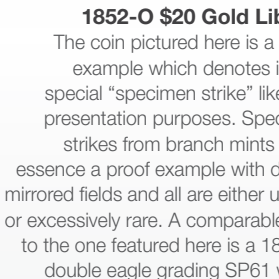 1852-O $20 Gold Lib
The coin pictured here is a
example which denotes i
special “specimen strike” like
presentation purposes. Spec
strikes from branch mints
essence a proof example with d
mirrored fields and all are either u
or excessively rare. A comparable
to the one featured here is a 18
double eagle grading SP61 w